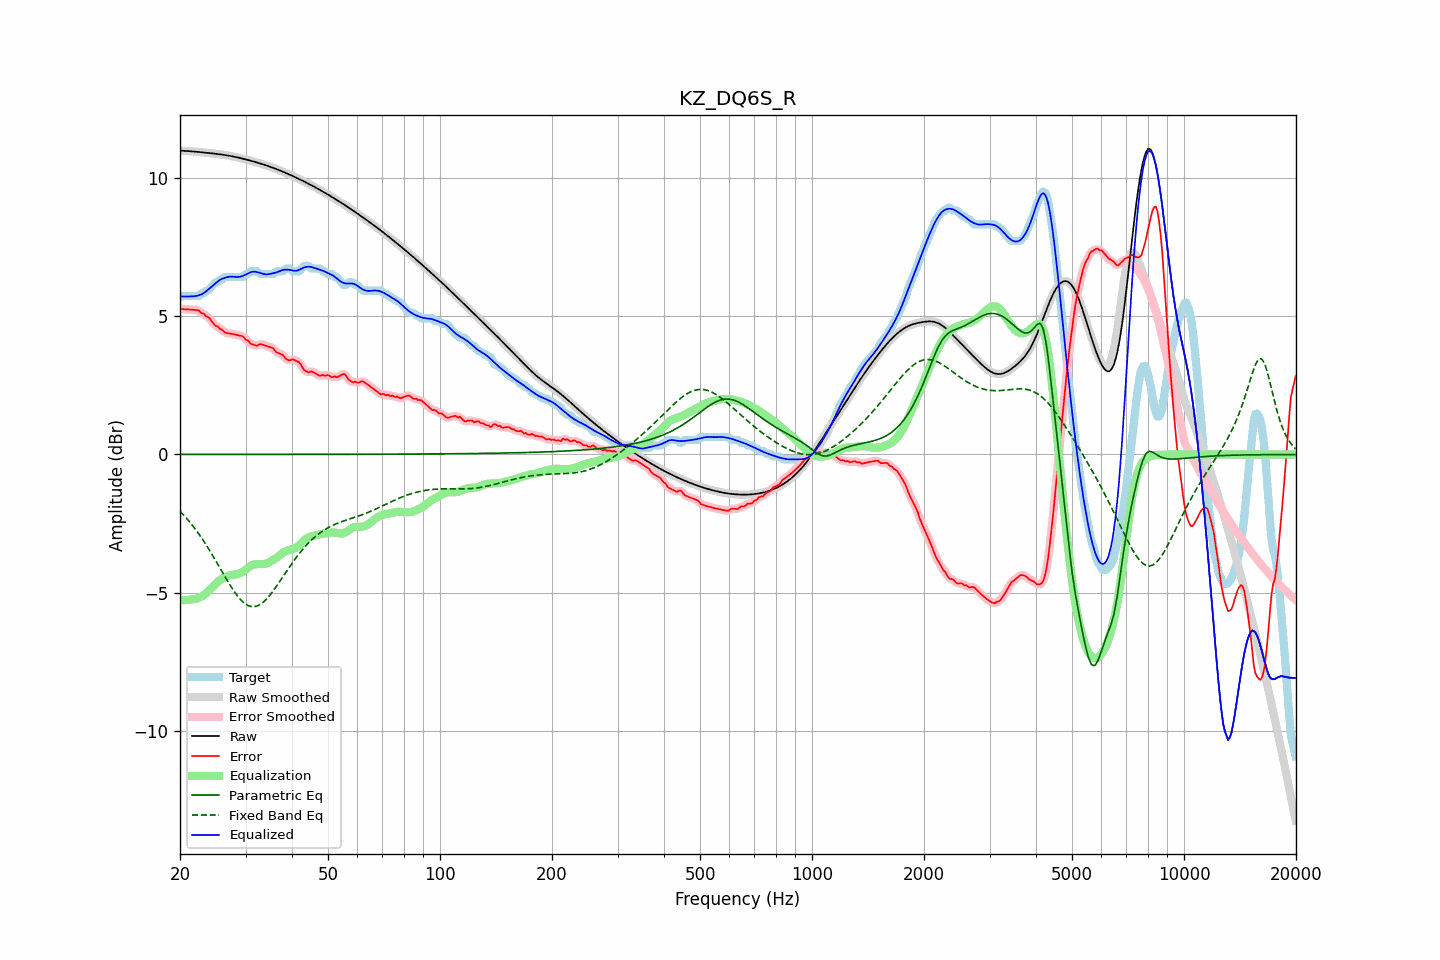 KZ_DQ6S_R
Amplitude (dBr)
10
5
0
−5
−10
Target
Raw Smoothed
Error Smoothed
Raw
Error
Equalization
Parametric Eq
Fixed Band Eq
Equalized
20 50 100 200 500 1000 2000 5000 10000 20000
Frequency (Hz)